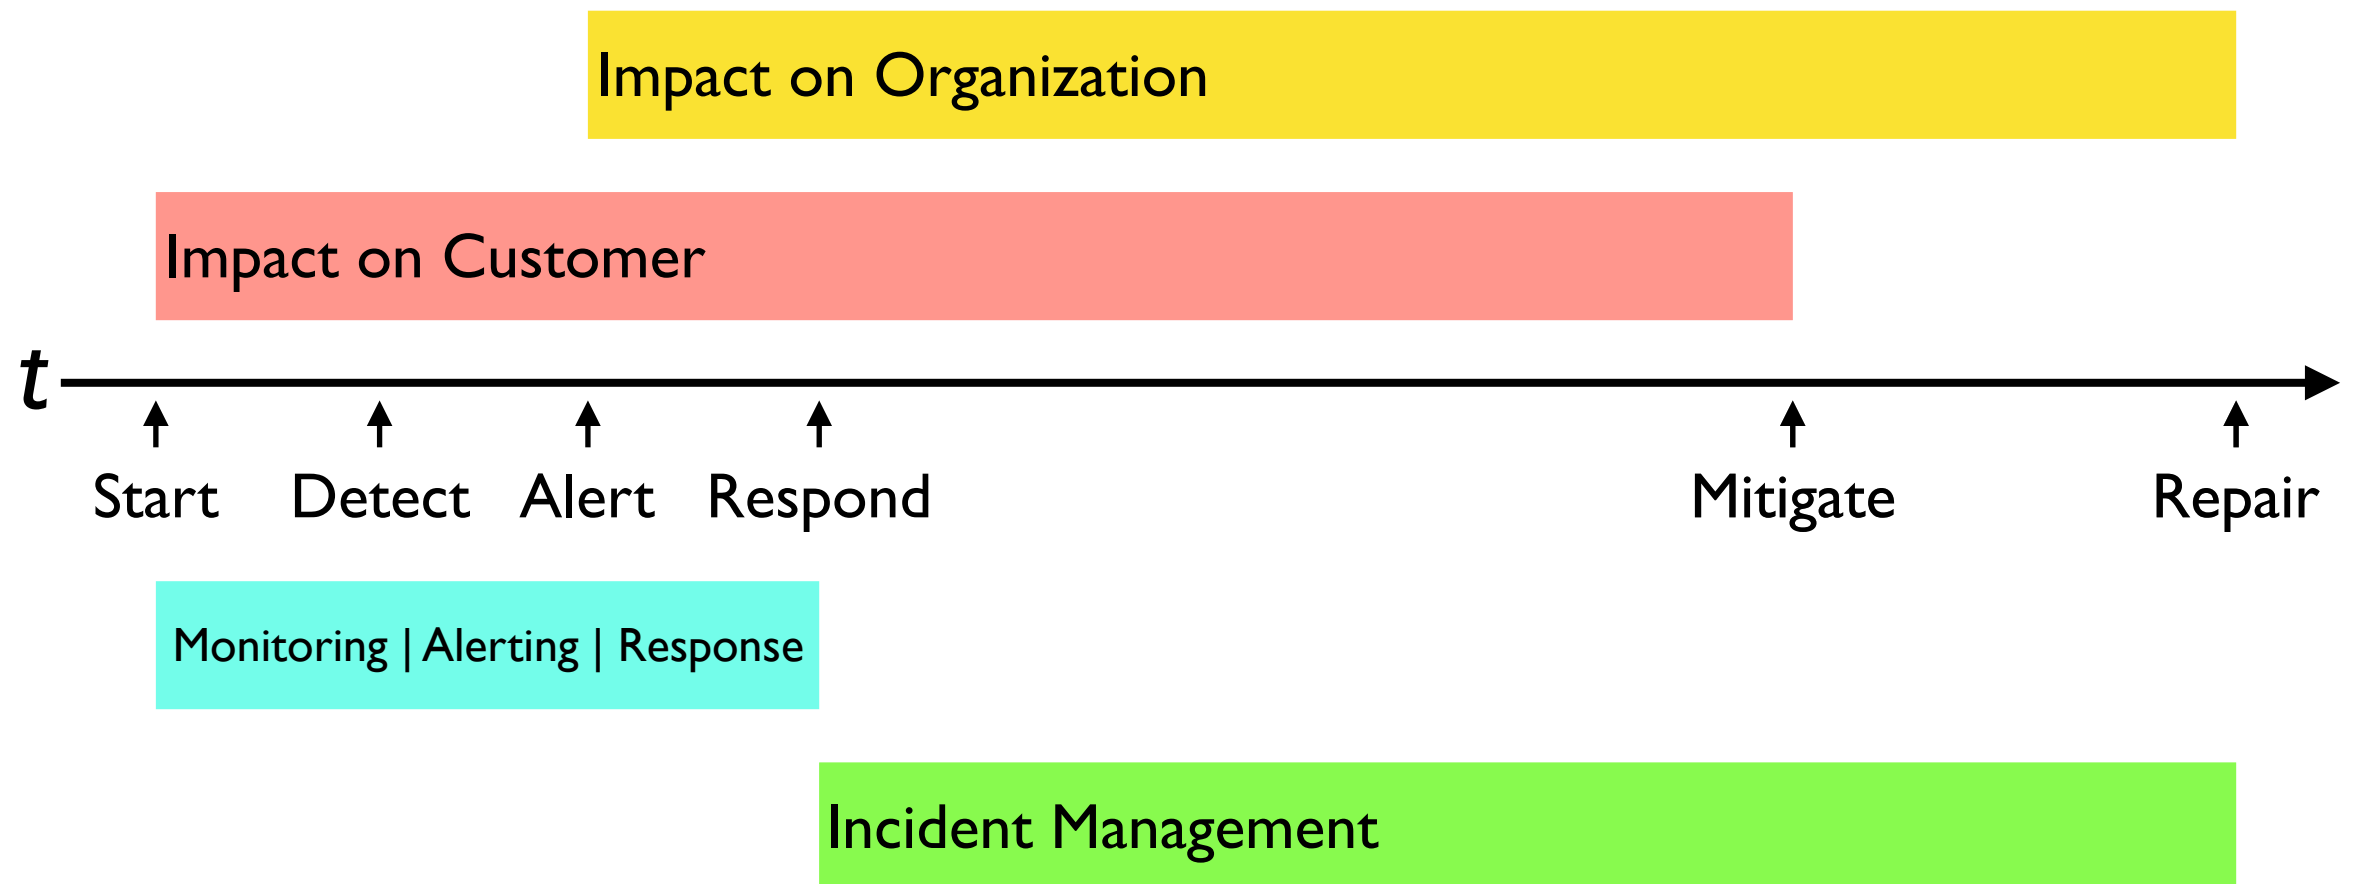 Impact on Organization
Impact on Customer
t
Start Detect Alert Respond Mitigate Repair
Monitoring | Alerting | Response
Incident Management